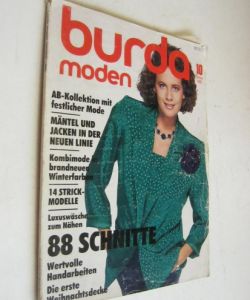 burda
moden
10
AB-Kollektion mit
festlicher Mode
MÄNTEL UND
JACKEN IN DER
NEUEN LINIE
Kombimode
brandneuen
Winterfarben
14 STRICK-
MODELLE
Luxuswäsche
zum Nähen
88 SCHNITTE
Wertvolle
Handarbeiten
Die erste
Weihnachtsdecke